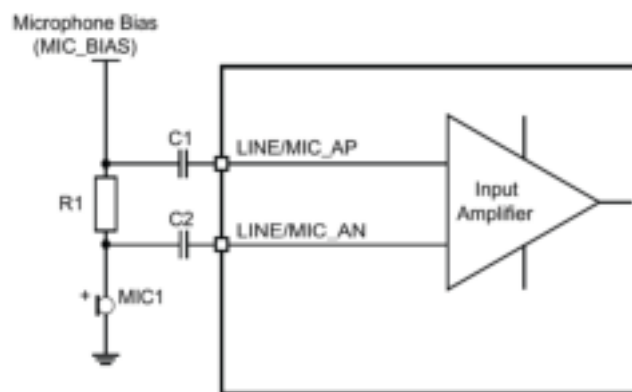 Microphone Bias
(MIC_BIAS)
C1
LINE/MIC_AP
R1
Input
Amplifier
C2
LINE/MIC_AN
+
MIC1